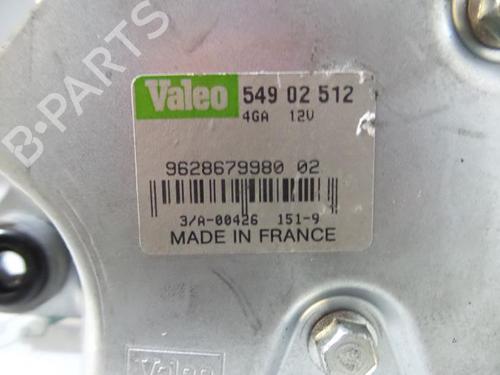 B-PARTS
Valeo 549 02 512
4GA 12V
9628679980 02
3/A-00426 151-9
MADE IN FRANCE
Valeo